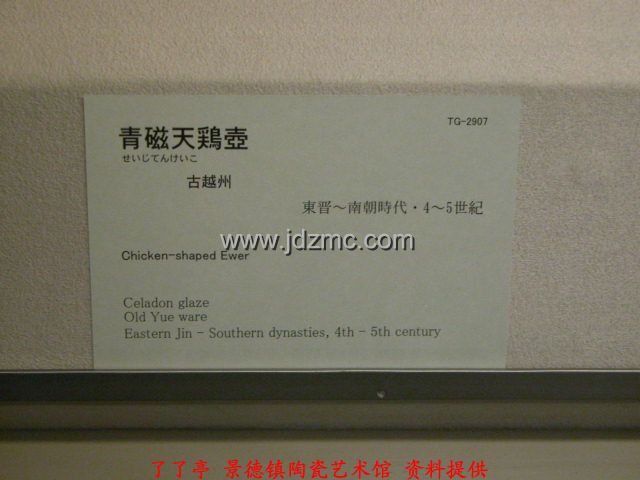 TG-2907
青磁天鶏壺
せいじてんけいこ
古越州
東晋～南朝時代・4～5世紀
www.jdzmc.com
Chicken-shaped Ewer
Celadon glaze
Old Yue ware
Eastern Jin - Southern dynasties, 4th - 5th century
了了亭 景德镇陶瓷艺术馆 资料提供